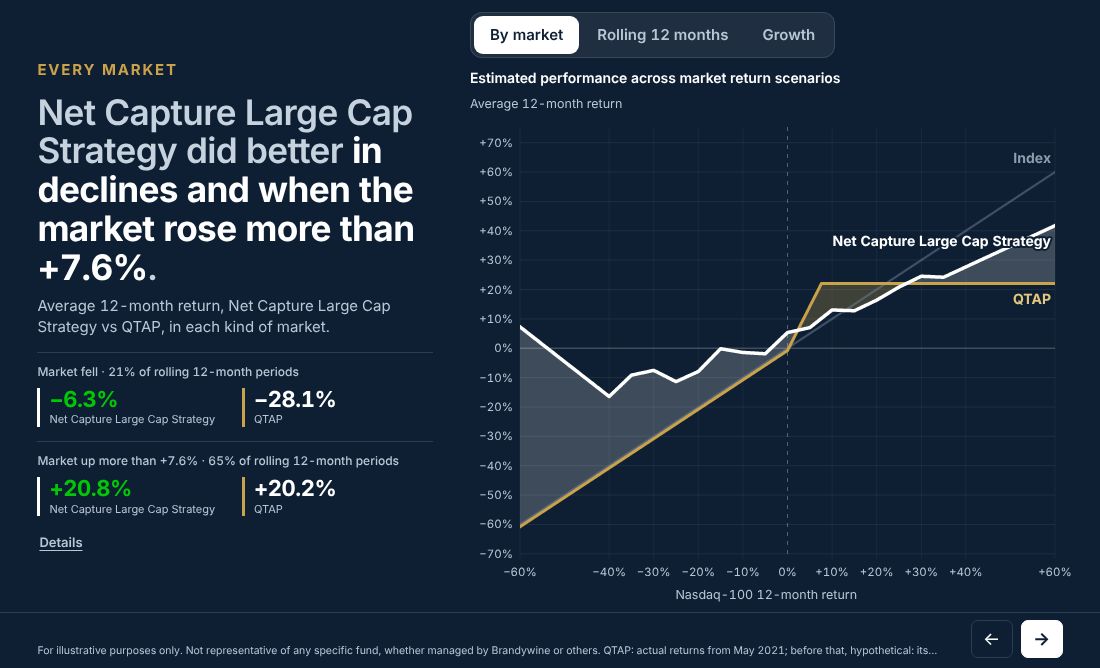 By market
Rolling 12 months
Growth
EVERY MARKET
Net Capture Large Cap
Strategy did better in
declines and when the
market rose more than
+7.6%.
Average 12-month return, Net Capture Large Cap
Strategy vs QTAP, in each kind of market.
Market fell · 21% of rolling 12-month periods
−6.3%
Net Capture Large Cap Strategy
−28.1%
QTAP
Market up more than +7.6% · 65% of rolling 12-month periods
+20.8%
Net Capture Large Cap Strategy
+20.2%
QTAP
Details
Estimated performance across market return scenarios
Average 12-month return
+70%
+60%
+50%
+40%
+30%
+20%
+10%
0%
−10%
−20%
−30%
−40%
−50%
−60%
−70%
Index
Net Capture Large Cap Strategy
QTAP
−60%
−40%
−30%
−20%
−10%
0%
+10%
+20%
+30%
+40%
+60%
Nasdaq-100 12-month return
For illustrative purposes only. Not representative of any specific fund, whether managed by Brandywine or others. QTAP: actual returns from May 2021; before that, hypothetical: its…